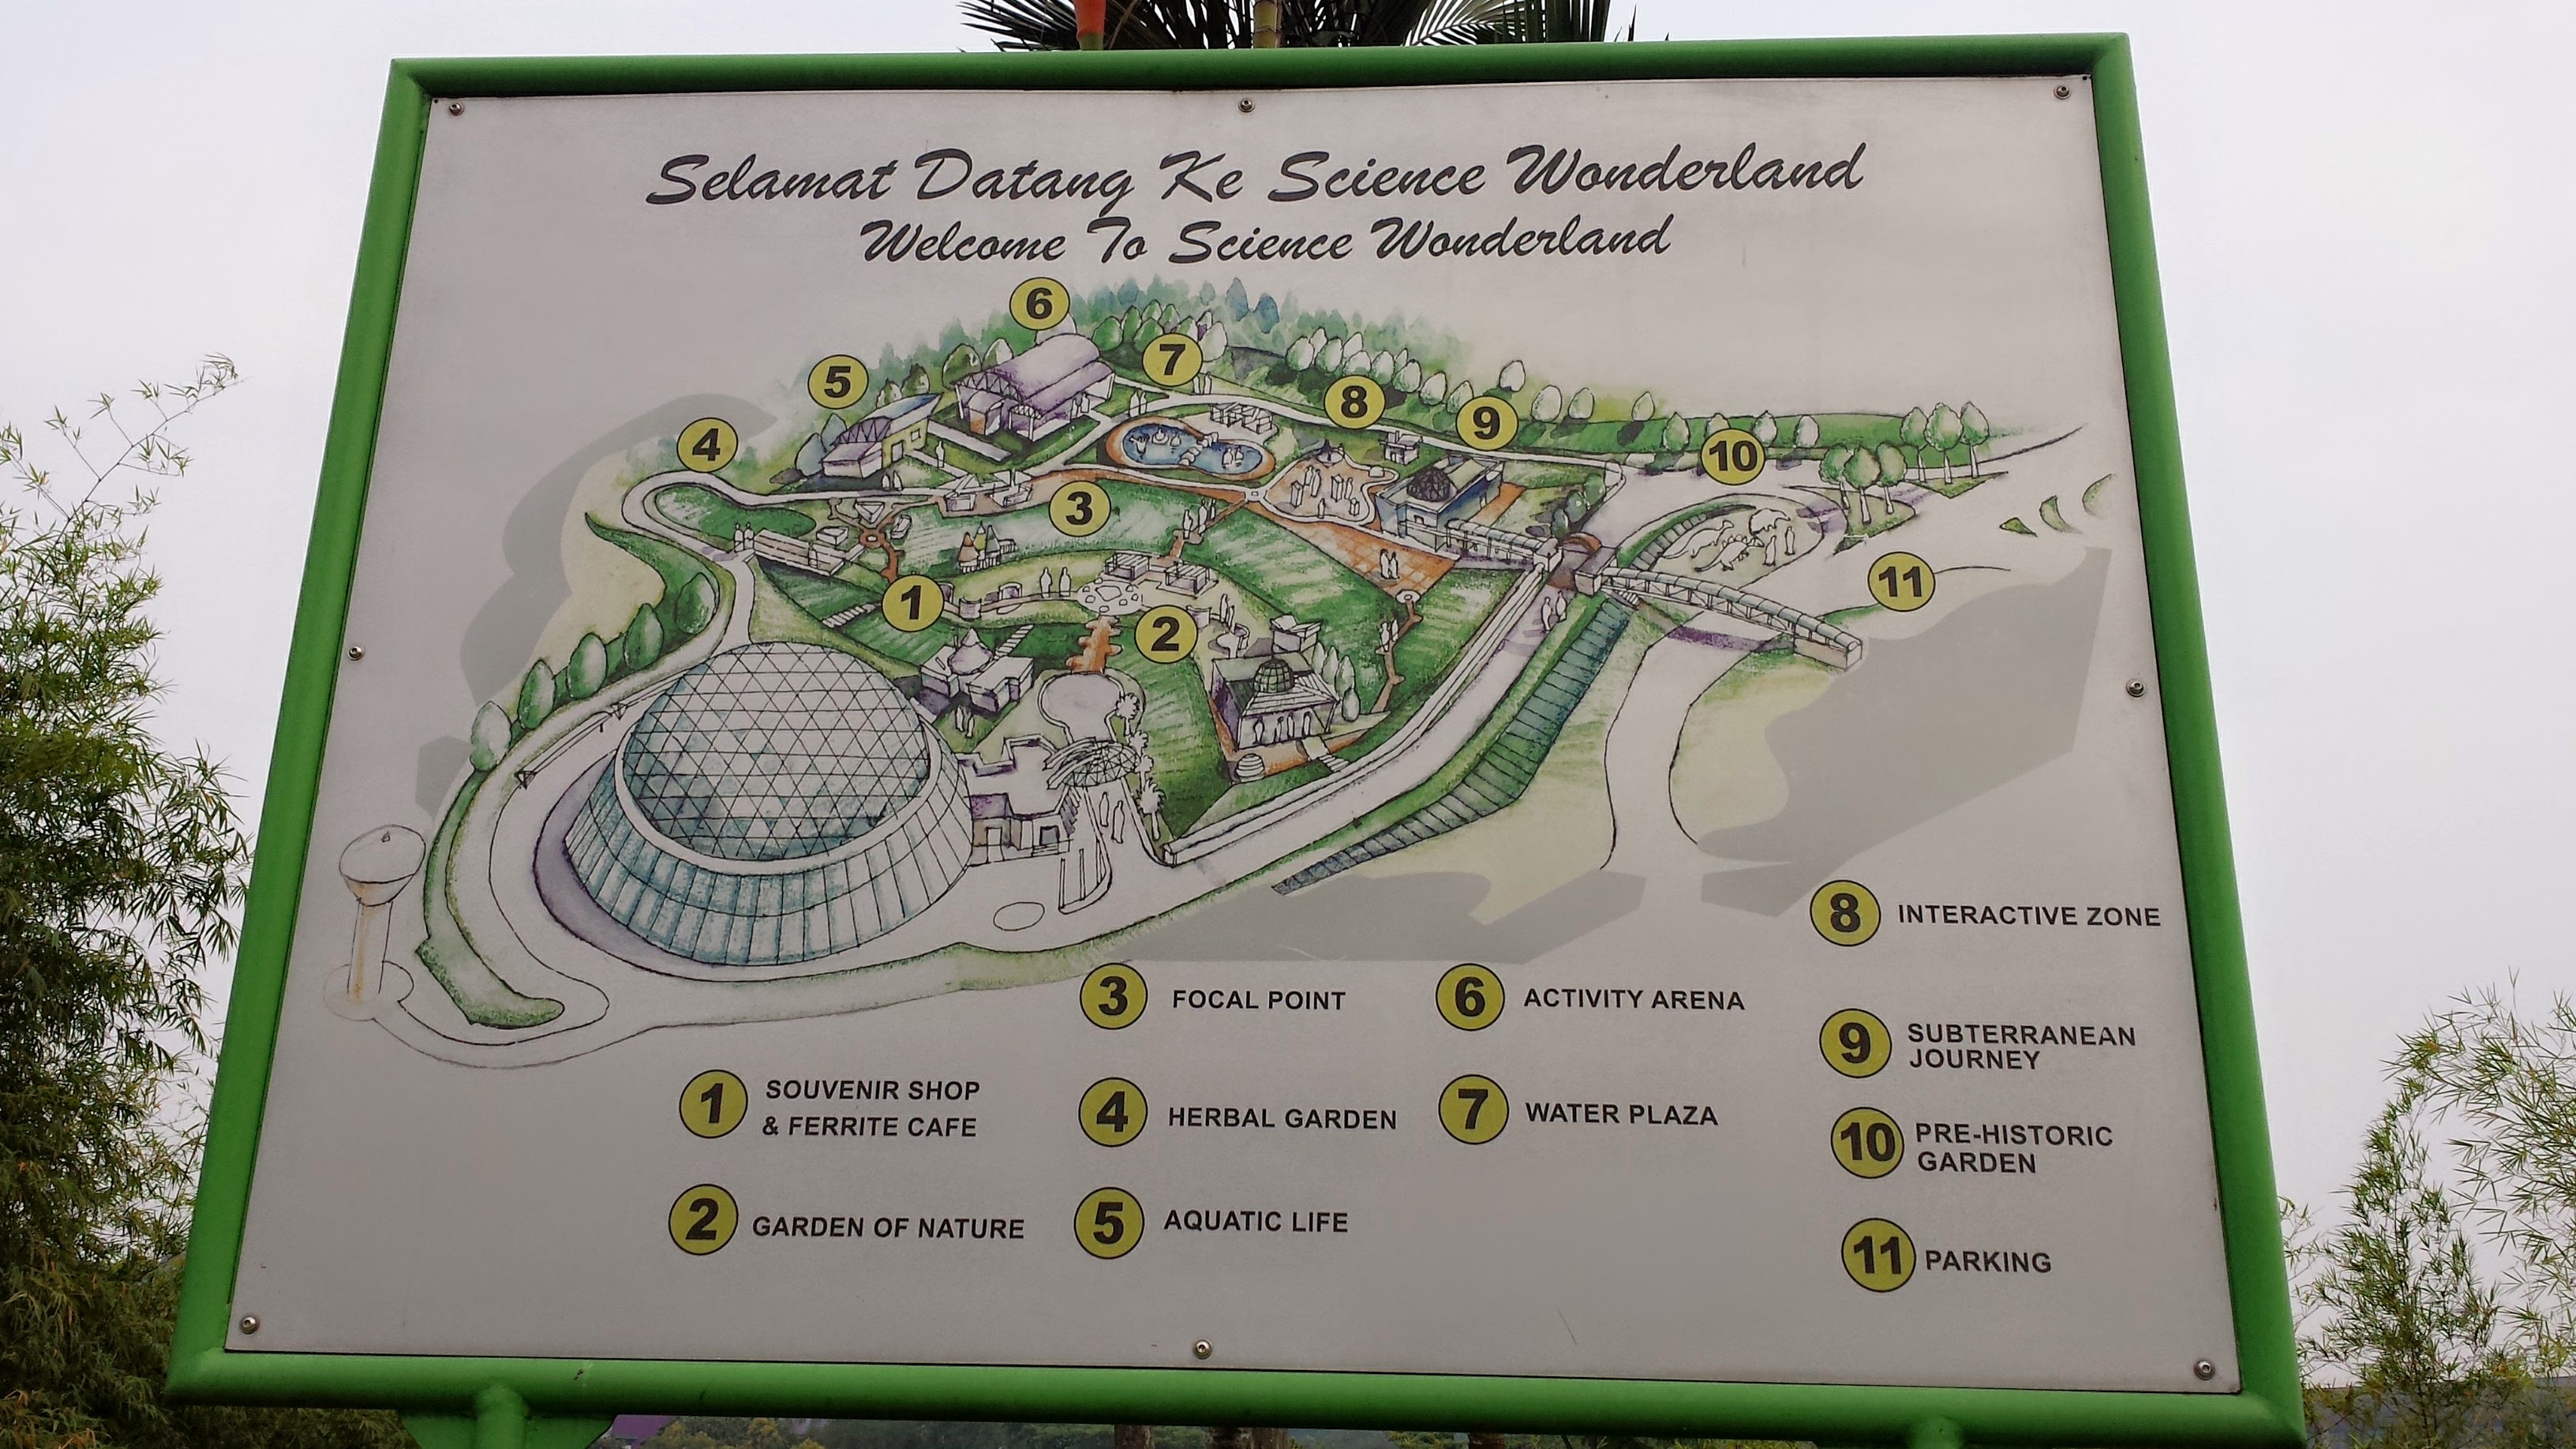 Selamat Datang Ke Science Wonderland
Welcome To Science Wonderland
6
7
5
8
9
4
10
3
11
1
2
8 INTERACTIVE ZONE
3 FOCAL POINT
6 ACTIVITY ARENA
9 SUBTERRANEAN
JOURNEY
1 SOUVENIR SHOP
& FERRITE CAFE
4 HERBAL GARDEN
7 WATER PLAZA
10 PRE-HISTORIC
GARDEN
2 GARDEN OF NATURE
5 AQUATIC LIFE
11 PARKING